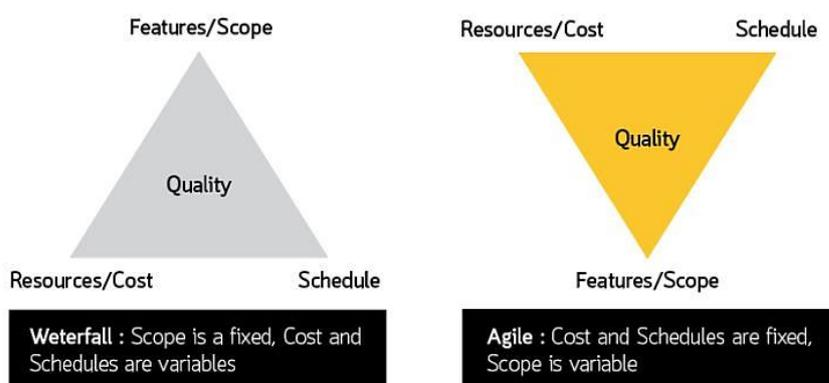 Features/Scope
Quality
Resources/Cost
Schedule
Weterfall : Scope is a fixed, Cost and
Schedules are variables
Resources/Cost
Schedule
Quality
Features/Scope
Agile : Cost and Schedules are fixed,
Scope is variable